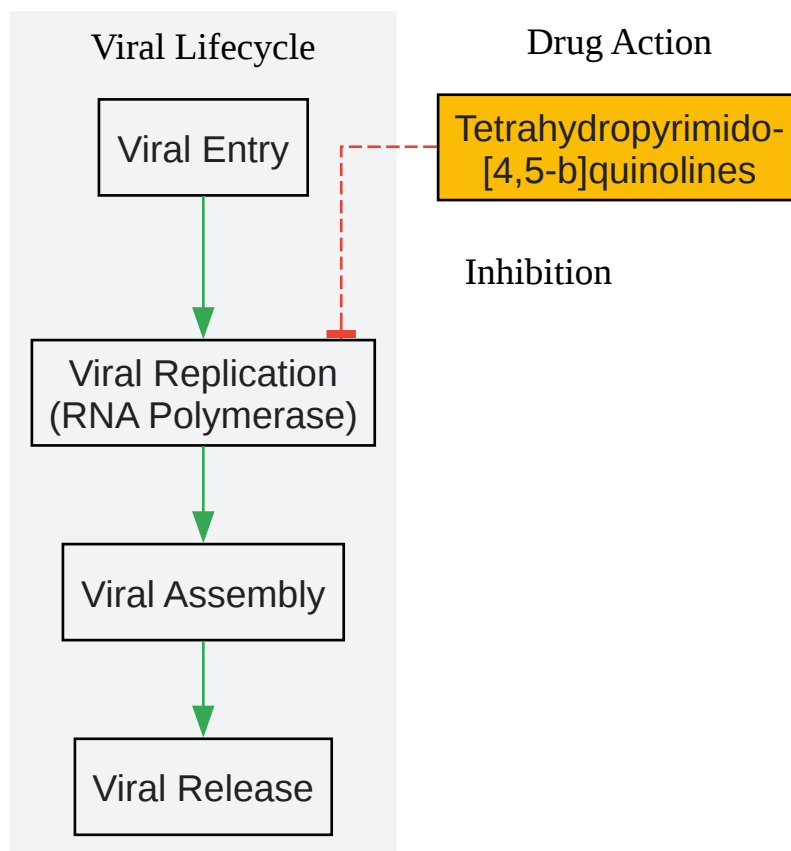 Viral Lifecycle
Drug Action
Viral Entry
Tetrahydropyrimido-
[4,5-b]quinolines
Inhibition
Viral Replication
(RNA Polymerase)
Viral Assembly
Viral Release